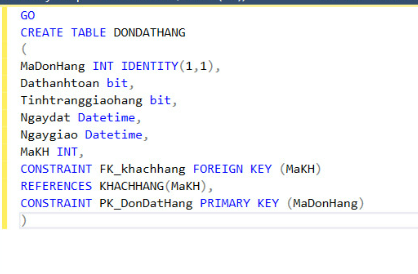 GO
CREATE TABLE DONDATHANG
(
MaDonHang INT IDENTITY(1,1),
Dathanhtoan bit,
Tinhtranggiaohang bit,
Ngaydat Datetime,
Ngaygiao Datetime,
MaKH INT,
CONSTRAINT FK_khachhang FOREIGN KEY (MaKH)
REFERENCES KHACHHANG(MaKH),
CONSTRAINT PK_DonDatHang PRIMARY KEY (MaDonHang)
)